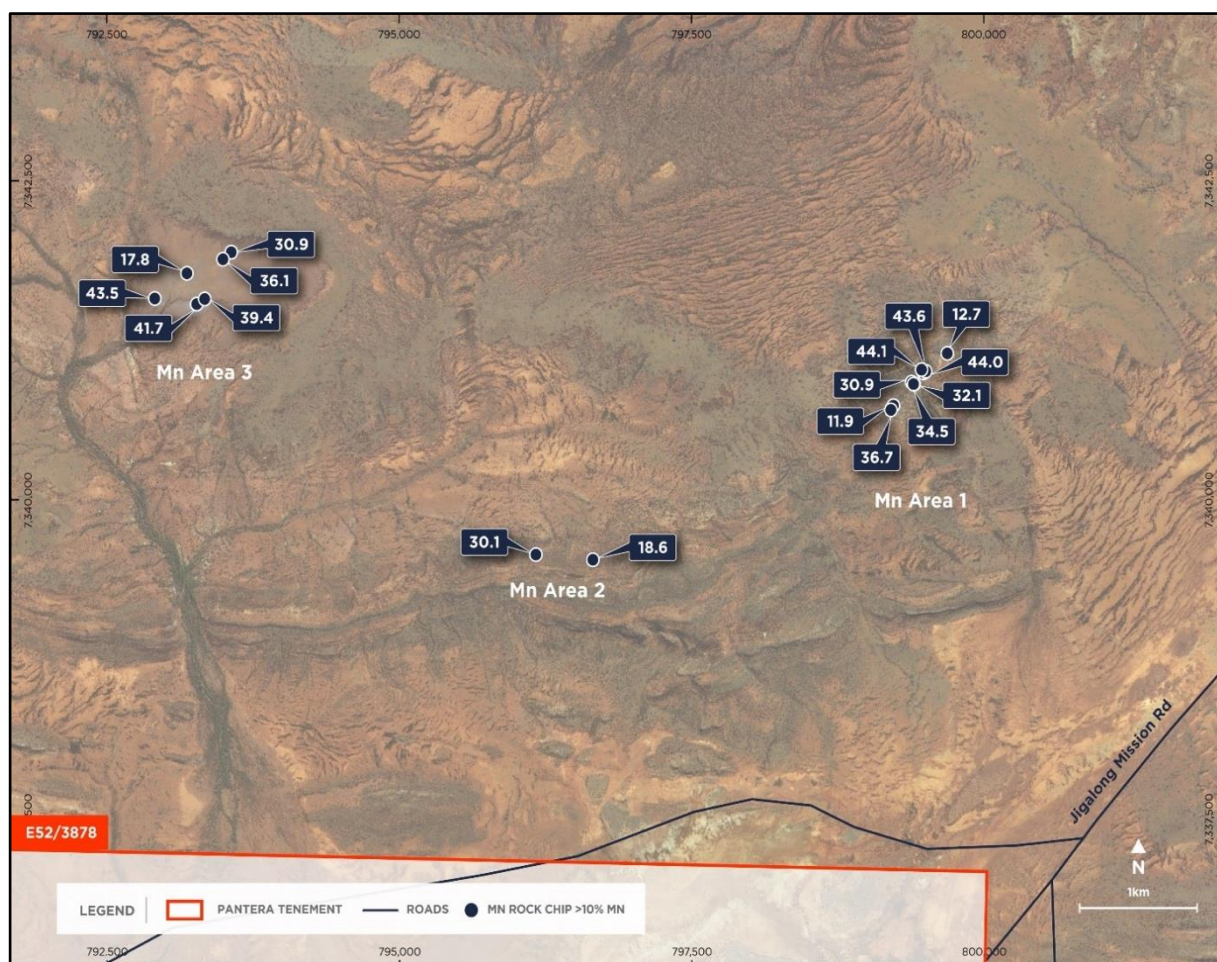 792,500
795,000
797,500
800,000
7,342,500
7,342,500
30.9
17.8
36.1
43.5
41.7
39.4
Mn Area 3
43.6
12.7
44.1
44.0
30.9
32.1
11.9
34.5
36.7
Mn Area 1
7,340,000
7,340,000
30.1
18.6
Mn Area 2
Jigalong Mission Rd
500
7,337,500
E52/3878
N
1km
LEGEND
PANTERA TENEMENT
ROADS
MN ROCK CHIP >10% MN
792,500
795,000
797,500
800,000